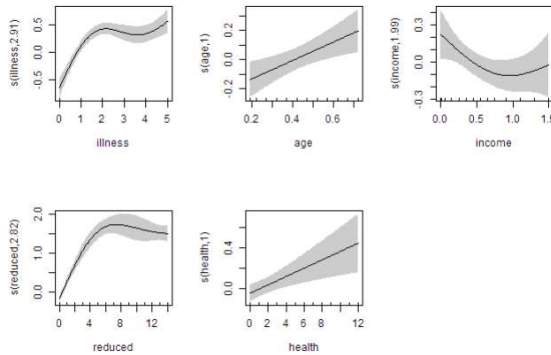 s(illness,2.91)
-0.5 0.0 0.5
0 1 2 3 4 5
illness
s(age,1)
-0.2 0.0 0.2
0.2 0.4 0.6
age
s(income,1.99)
-0.3 0.0 0.3
0.0 0.5 1.0 1.5
income
s(reduced,2.82)
0.0 1.0 2.0
0 4 8 12
reduced
s(health,1)
0.0 0.4
0 2 4 6 8 12
health